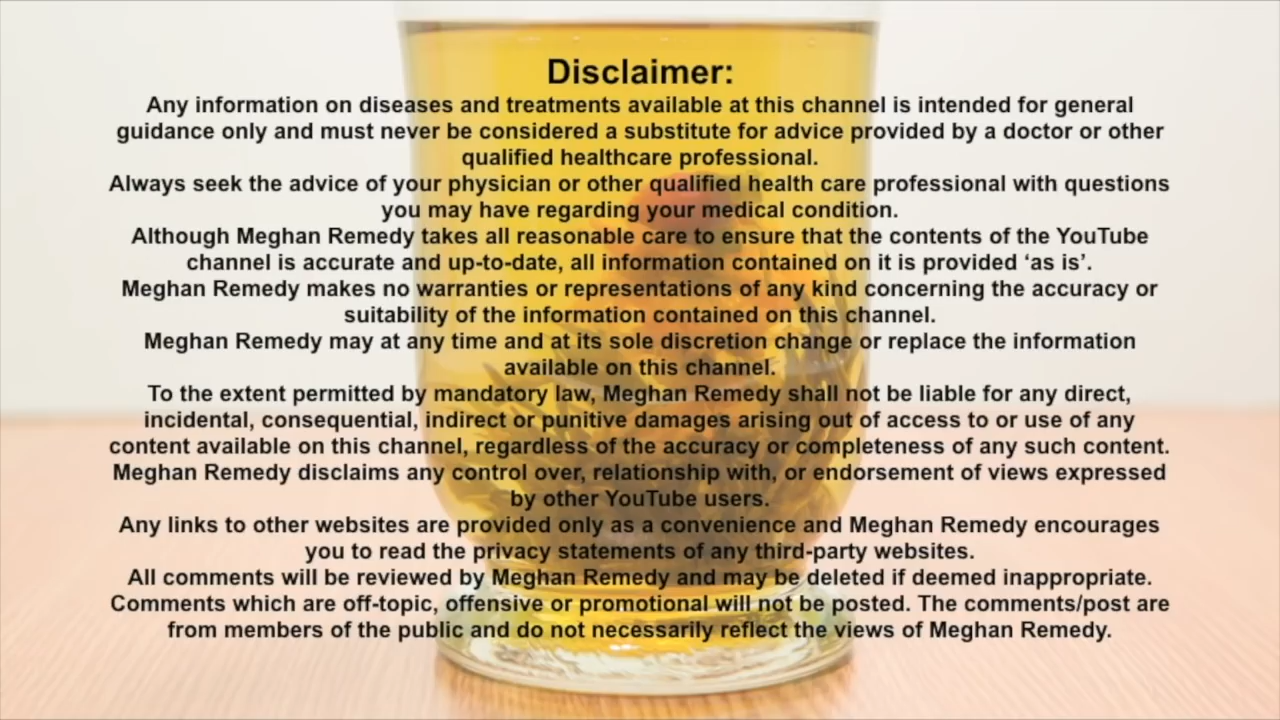 Disclaimer:
Any information on diseases and treatments available at this channel is intended for general
guidance only and must never be considered a substitute for advice provided by a doctor or other
qualified healthcare professional.
Always seek the advice of your physician or other qualified health care professional with questions
you may have regarding your medical condition.
Although Meghan Remedy takes all reasonable care to ensure that the contents of the YouTube
channel is accurate and up-to-date, all information contained on it is provided ‘as is’.
Meghan Remedy makes no warranties or representations of any kind concerning the accuracy or
suitability of the information contained on this channel.
Meghan Remedy may at any time and at its sole discretion change or replace the information
available on this channel.
To the extent permitted by mandatory law, Meghan Remedy shall not be liable for any direct,
incidental, consequential, indirect or punitive damages arising out of access to or use of any
content available on this channel, regardless of the accuracy or completeness of any such content.
Meghan Remedy disclaims any control over, relationship with, or endorsement of views expressed
by other YouTube users.
Any links to other websites are provided only as a convenience and Meghan Remedy encourages
you to read the privacy statements of any third-party websites.
All comments will be reviewed by Meghan Remedy and may be deleted if deemed inappropriate.
Comments which are off-topic, offensive or promotional will not be posted. The comments/post are
from members of the public and do not necessarily reflect the views of Meghan Remedy.